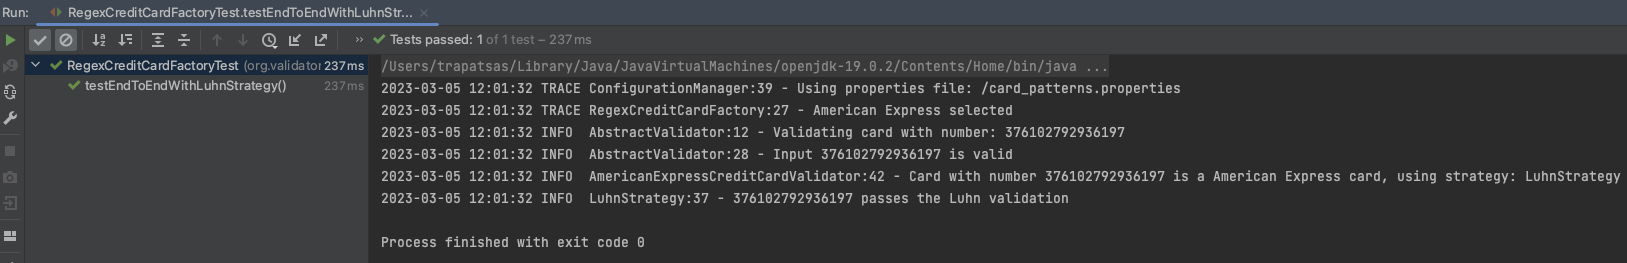 Run: RegexCreditCardFactoryTest.testEndToEndWithLuhnStr...
Tests passed: 1 of 1 test – 237 ms
RegexCreditCardFactoryTest (org.validator 237 ms
testEndToEndWithLuhnStrategy() 237 ms
/Users/trapatsas/Library/Java/JavaVirtualMachines/openjdk-19.0.2/Contents/Home/bin/java ...
2023-03-05 12:01:32 TRACE ConfigurationManager:39 - Using properties file: /card_patterns.properties
2023-03-05 12:01:32 TRACE RegexCreditCardFactory:27 - American Express selected
2023-03-05 12:01:32 INFO  AbstractValidator:12 - Validating card with number: 376102792936197
2023-03-05 12:01:32 INFO  AbstractValidator:28 - Input 376102792936197 is valid
2023-03-05 12:01:32 INFO  AmericanExpressCreditCardValidator:42 - Card with number 376102792936197 is a American Express card, using strategy: LuhnStrategy
2023-03-05 12:01:32 INFO  LuhnStrategy:37 - 376102792936197 passes the Luhn validation
Process finished with exit code 0